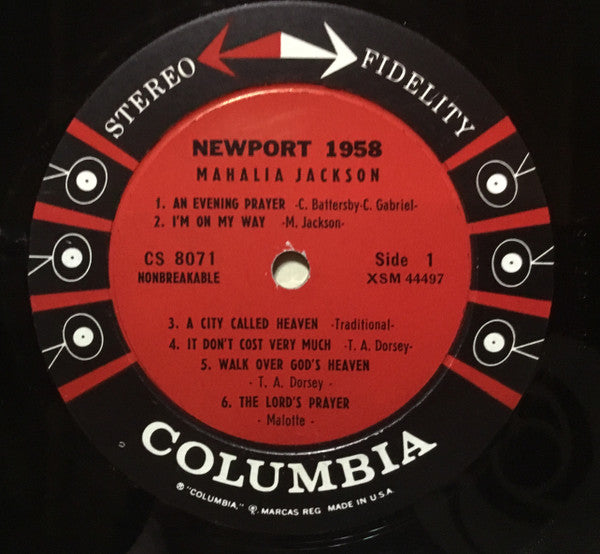 STEREO FIDELITY
NEWPORT 1958
MAHALIA JACKSON
1. AN EVENING PRAYER -C. Battersby-C. Gabriel-
2. I'M ON MY WAY -M. Jackson-
CS 8071 Side 1
NONBREAKABLE XSM 44497
3. A CITY CALLED HEAVEN -Traditional-
4. IT DON'T COST VERY MUCH -T. A. Dorsey-
5. WALK OVER GOD'S HEAVEN
- T. A. Dorsey -
6. THE LORD'S PRAYER
- Malotte -
COLUMBIA
® "COLUMBIA," ⓟ, MARCAS REG. MADE IN U.S.A.